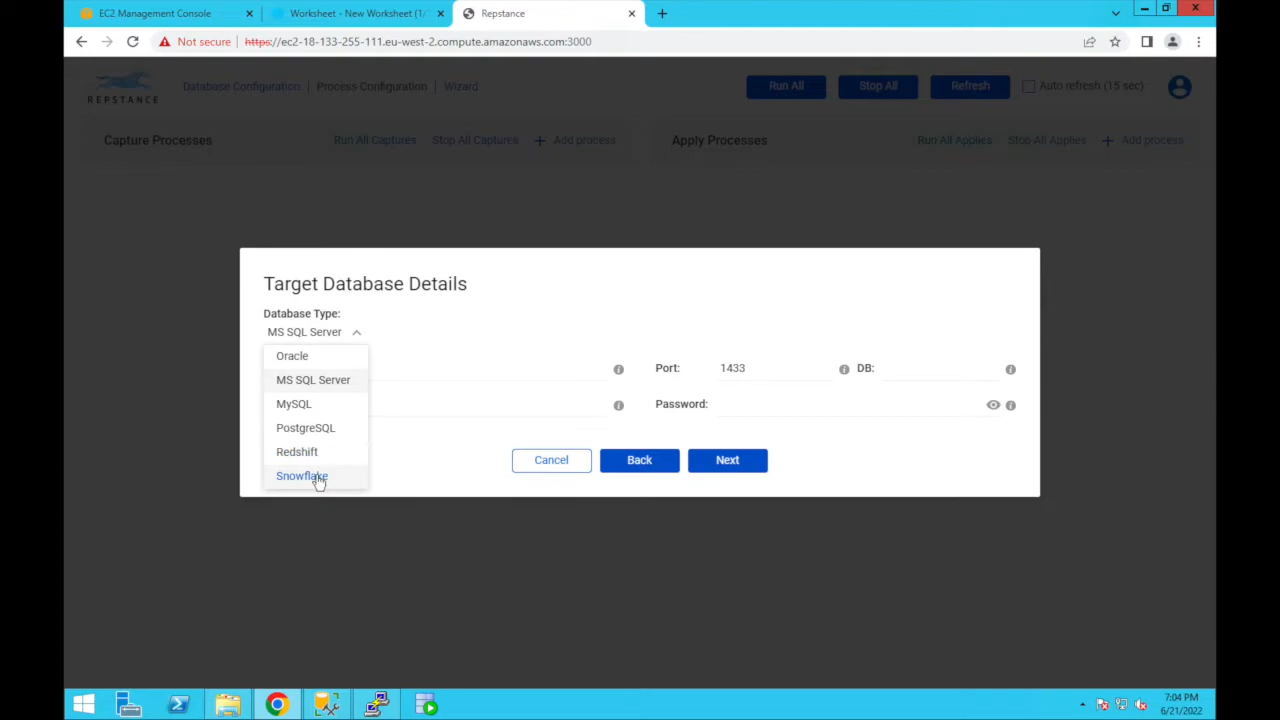 EC2 Management Console
Worksheet - New Worksheet (1/
Repstance
Not secure https://ec2-18-133-255-111.eu-west-2.compute.amazonaws.com:3000
REPSTANCE
Database Configuration Process Configuration Wizard Run All Stop All Refresh Auto refresh (15 sec)
Capture Processes Run All Captures Stop All Captures + Add process Apply Processes Run All Applies Stop All Applies + Add process
Target Database Details
Database Type:
MS SQL Server
Oracle
MS SQL Server
MySQL
PostgreSQL
Redshift
Snowflake
Port: 1433 DB:
Password:
Cancel Back Next
7:04 PM
6/21/2022